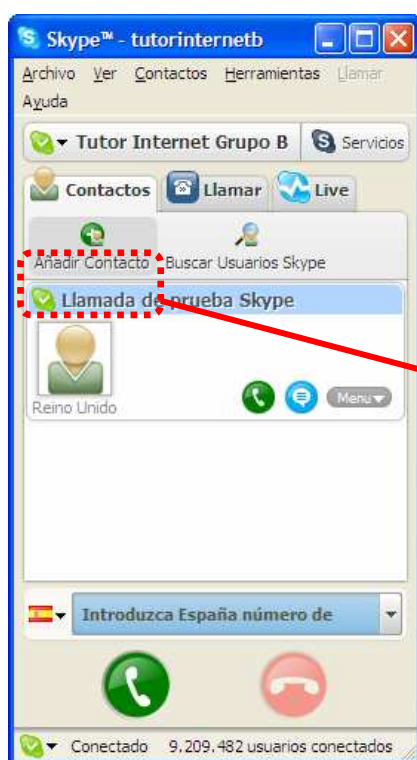 Skype™ - tutorinternetb
Archivo Ver Contactos Herramientas Llamar
Ayuda
Tutor Internet Grupo B Servicios
Contactos Llamar Live
Añadir Contacto Buscar Usuarios Skype
Llamada de prueba Skype
Reino Unido
Menu
Introduzca España número de
Conectado 9.209.482 usuarios conectados